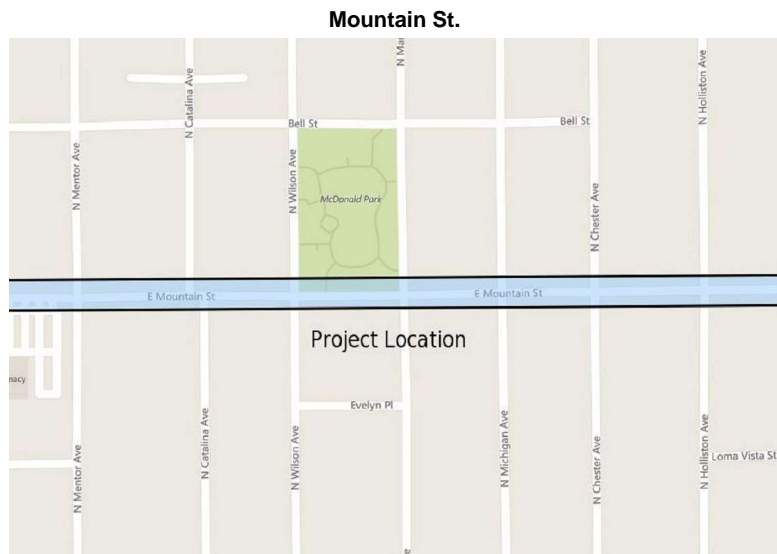 Mountain St.
N Catalina Ave
N Holliston Ave
Bell St
Bell St
N Mentor Ave
N Wilson Ave
McDonald Park
N Chester Ave
E Mountain St
E Mountain St
Project Location
Evelyn Pl
N Mentor Ave
N Catalina Ave
N Wilson Ave
N Michigan Ave
N Chester Ave
N Holliston Ave
Loma Vista St